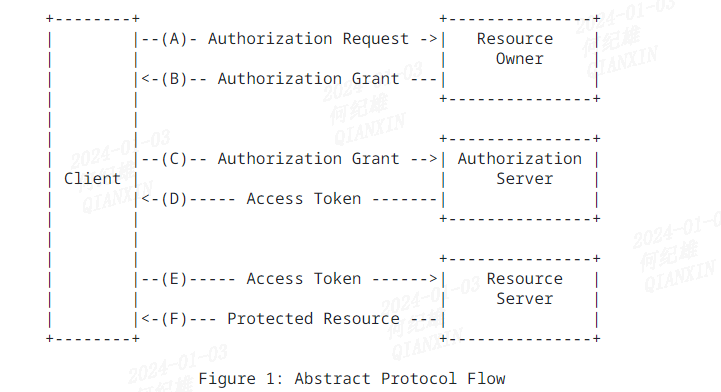 +--------+                               +---------------+
|        |--(A)- Authorization Request ->|   Resource    |
|        |                               |     Owner     |
|        |<-(B)-- Authorization Grant ---|               |
|        |                               +---------------+
|        |
|        |                               +---------------+
|        |--(C)-- Authorization Grant -->| Authorization |
| Client |                               |     Server    |
|        |<-(D)----- Access Token -------|               |
|        |                               +---------------+
|        |
|        |                               +---------------+
|        |--(E)----- Access Token ------>|    Resource   |
|        |                               |     Server    |
|        |<-(F)--- Protected Resource ---|               |
+--------+                               +---------------+
Figure 1: Abstract Protocol Flow
2024-01-03
何纪维
QIANXIN